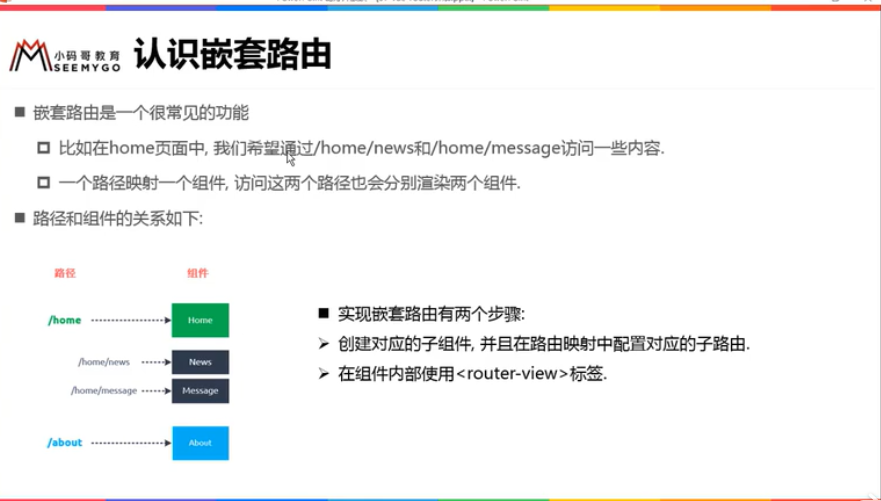 小码哥教育
SEEMYGO
认识嵌套路由
嵌套路由是一个很常见的功能
比如在home页面中, 我们希望通过/home/news和/home/message访问一些内容.
一个路径映射一个组件, 访问这两个路径也会分别渲染两个组件.
路径和组件的关系如下:
路径
组件
/home
Home
/home/news
News
/home/message
Message
/about
About
实现嵌套路由有两个步骤:
创建对应的子组件, 并且在路由映射中配置对应的子路由.
在组件内部使用<router-view>标签.